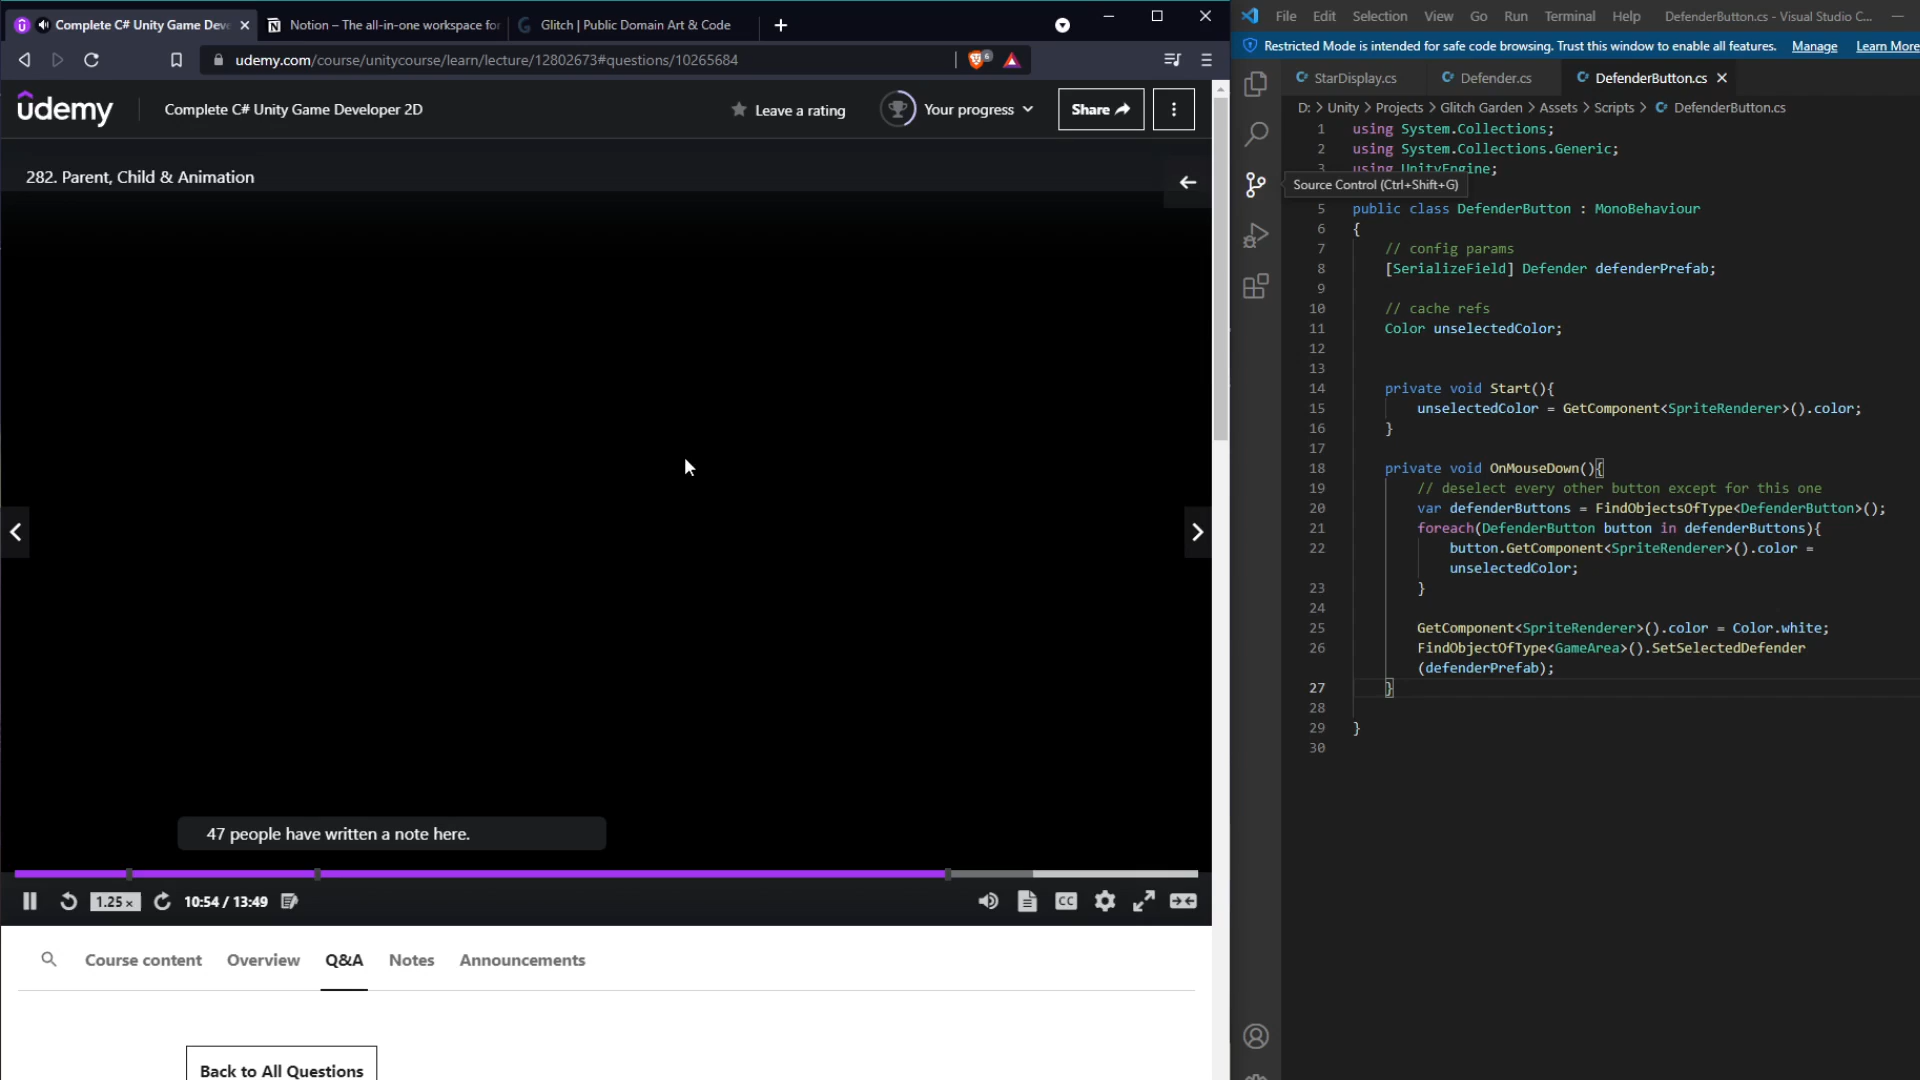 Complete C# Unity Game Deve
Notion – The all-in-one workspace for
Glitch | Public Domain Art & Code
udemy.com/course/unitycourse/learn/lecture/12802673#questions/10265684
6
udemy
Complete C# Unity Game Developer 2D
Leave a rating
Your progress
Share
282. Parent, Child & Animation
47 people have written a note here.
1.25 x
10:54 / 13:49
CC
Course content
Overview
Q&A
Notes
Announcements
Back to All Questions
File Edit Selection View Go Run Terminal Help DefenderButton.cs - Visual Studio C...
Restricted Mode is intended for safe code browsing. Trust this window to enable all features. Manage Learn More
StarDisplay.cs
Defender.cs
DefenderButton.cs
D: > Unity > Projects > Glitch Garden > Assets > Scripts > DefenderButton.cs
1 using System.Collections;
2 using System.Collections.Generic;
3 using UnityEngine;
Source Control (Ctrl+Shift+G)
5 public class DefenderButton : MonoBehaviour
6 {
7 // config params
8 [SerializeField] Defender defenderPrefab;
9
10 // cache refs
11 Color unselectedColor;
12
13
14 private void Start(){
15 unselectedColor = GetComponent<SpriteRenderer>().color;
16 }
17
18 private void OnMouseDown(){
19 // deselect every other button except for this one
20 var defenderButtons = FindObjectsOfType<DefenderButton>();
21 foreach(DefenderButton button in defenderButtons){
22 button.GetComponent<SpriteRenderer>().color =
unselectedColor;
23 }
24
25 GetComponent<SpriteRenderer>().color = Color.white;
26 FindObjectOfType<GameArea>().SetSelectedDefender
(defenderPrefab);
27 }
28
29 }
30